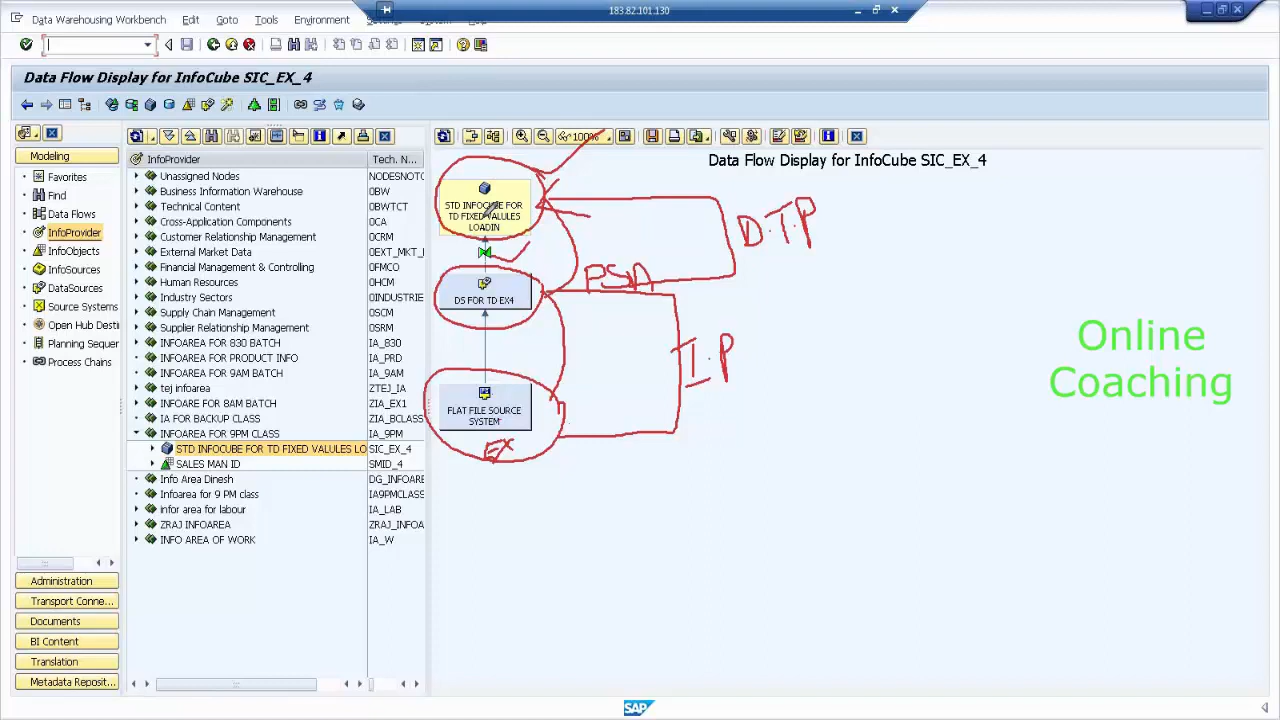 183.82.101.130
Data Warehousing Workbench Edit Goto Tools Environment
Data Flow Display for InfoCube SIC_EX_4
100%
Modeling
Favorites
Find
Data Flows
InfoProvider
InfoObjects
InfoSources
DataSources
Source Systems
Open Hub Desti
Planning Sequer
Process Chains
Administration
Transport Conne...
Documents
BI Content
Translation
Metadata Reposit...
InfoProvider Tech. N...
Unassigned Nodes NODESNOTC
Business Information Warehouse 0BW
Technical Content 0BWTCT
Cross-Application Components 0CA
Customer Relationship Management 0CRM
External Market Data 0EXT_MKT_
Financial Management & Controlling 0FMCO
Human Resources 0HCM
Industry Sectors 0INDUSTRIE
Supply Chain Management 0SCM
Supplier Relationship Management 0SRM
INFOAREA FOR 830 BATCH IA_830
INFOAREA FOR PRODUCT INFO IA_PRD
INFOAREA FOR 9AM BATCH IA_9AM
tej infoarea ZTEJ_IA
INFOARE FOR 8AM BATCH ZIA_EX1
IA FOR BACKUP CLASS ZIA_BCLASS
INFOAREA FOR 9PM CLASS IA_9PM
STD INFOCUBE FOR TD FIXED VALULES LO SIC_EX_4
SALES MAN ID SMID_4
Info Area Dinesh DG_INFOARE
Infoarea for 9 PM class IA9PMCLASS
infor area for labour IA_LAB
ZRAJ INFOAREA ZRAJ_INFOA
INFO AREA OF WORK IA_W
Data Flow Display for InfoCube SIC_EX_4
STD INFOCUBE FOR
TD FIXED VALULES
LOADIN
D.T.P
PSA
DS FOR TD EX4
I.P
FLAT FILE SOURCE
SYSTEM
EX
Online
Coaching
SAP